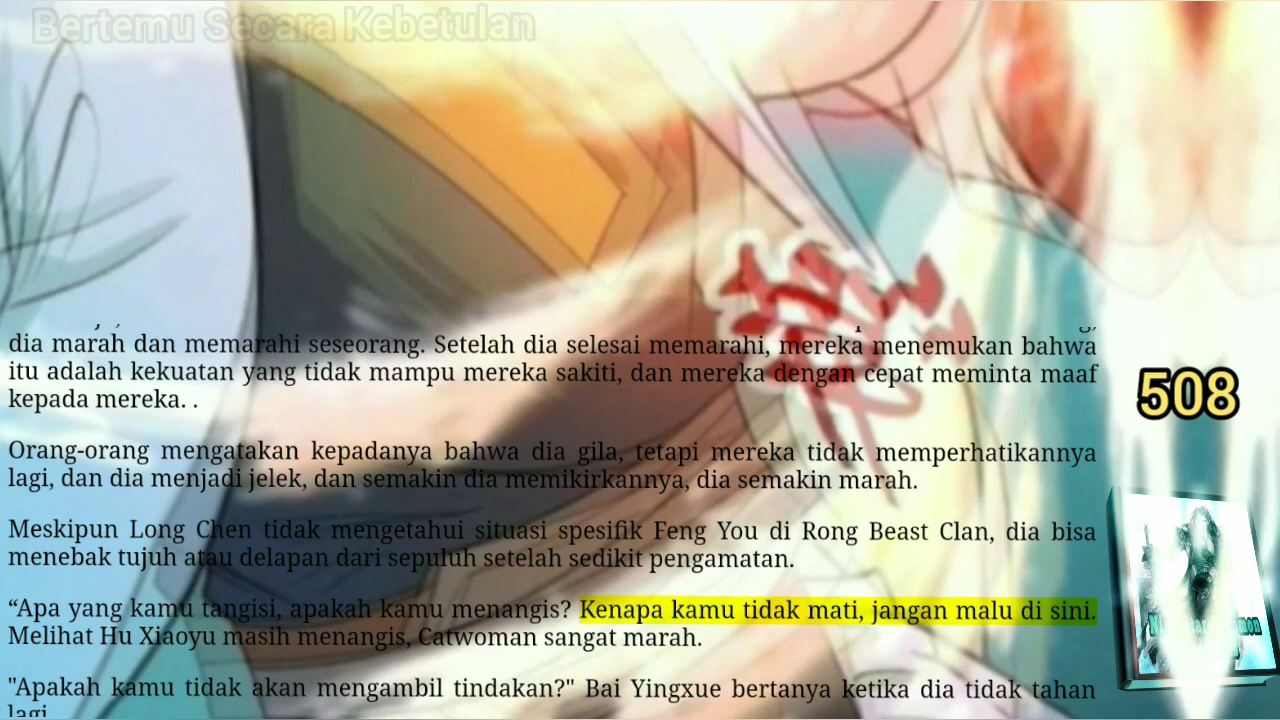 Bertemu Secara Kebetulan
dia marah dan memarahi seseorang. Setelah dia selesai memarahi, mereka menemukan bahwa
itu adalah kekuatan yang tidak mampu mereka sakiti, dan mereka dengan cepat meminta maaf
kepada mereka. .
Orang-orang mengatakan kepadanya bahwa dia gila, tetapi mereka tidak memperhatikannya
lagi, dan dia menjadi jelek, dan semakin dia memikirkannya, dia semakin marah.
508
Meskipun Long Chen tidak mengetahui situasi spesifik Feng You di Rong Beast Clan, dia bisa
menebak tujuh atau delapan dari sepuluh setelah sedikit pengamatan.
“Apa yang kamu tangisi, apakah kamu menangis? Kenapa kamu tidak mati, jangan malu di sini.
Melihat Hu Xiaoyu masih menangis, Catwoman sangat marah.
"Apakah kamu tidak akan mengambil tindakan?" Bai Yingxue bertanya ketika dia tidak tahan
lagi